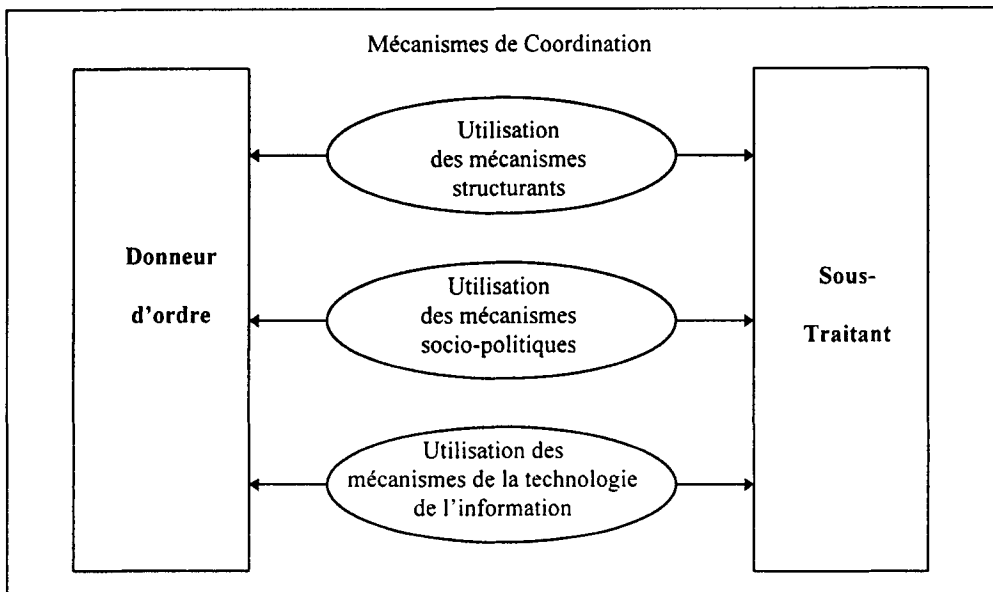 Mécanismes de Coordination
Utilisation
des mécanismes
structurants
Donneur
d'ordre
Utilisation
des mécanismes
socio-politiques
Sous-
Traitant
Utilisation des
mécanismes de la technologie
de l'information